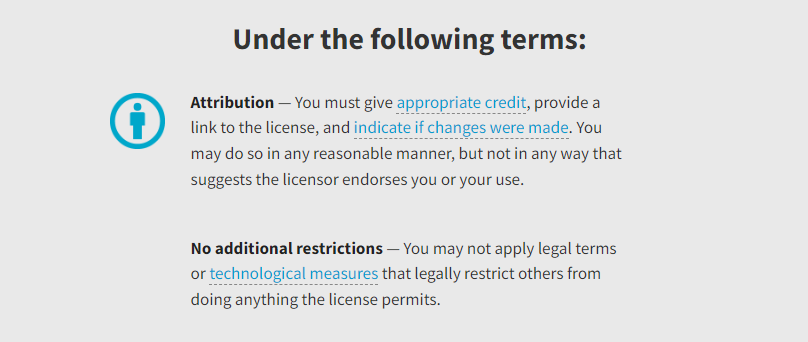 Under the following terms:
Attribution — You must give appropriate credit, provide a
link to the license, and indicate if changes were made. You
may do so in any reasonable manner, but not in any way that
suggests the licensor endorses you or your use.
No additional restrictions — You may not apply legal terms
or technological measures that legally restrict others from
doing anything the license permits.